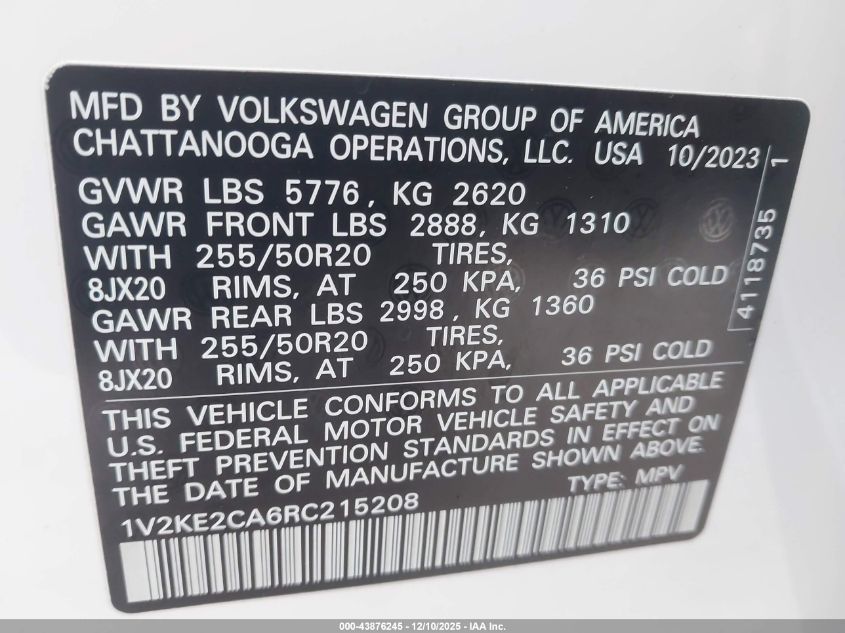 MFD BY VOLKSWAGEN GROUP OF AMERICA
CHATTANOOGA OPERATIONS, LLC. USA 10/2023
GVWR LBS 5776, KG 2620
GAWR FRONT LBS 2888, KG 1310
WITH 255/50R20 TIRES,
8JX20 RIMS, AT 250 KPA, 36 PSI COLD
GAWR REAR LBS 2998, KG 1360
WITH 255/50R20 TIRES,
8JX20 RIMS, AT 250 KPA, 36 PSI COLD
4118735 1
THIS VEHICLE CONFORMS TO ALL APPLICABLE
U.S. FEDERAL MOTOR VEHICLE SAFETY AND
THEFT PREVENTION STANDARDS IN EFFECT ON
THE DATE OF MANUFACTURE SHOWN ABOVE.
TYPE: MPV
1V2KE2CA6RC215208
000-43876245 - 12/10/2025 - IAA Inc.